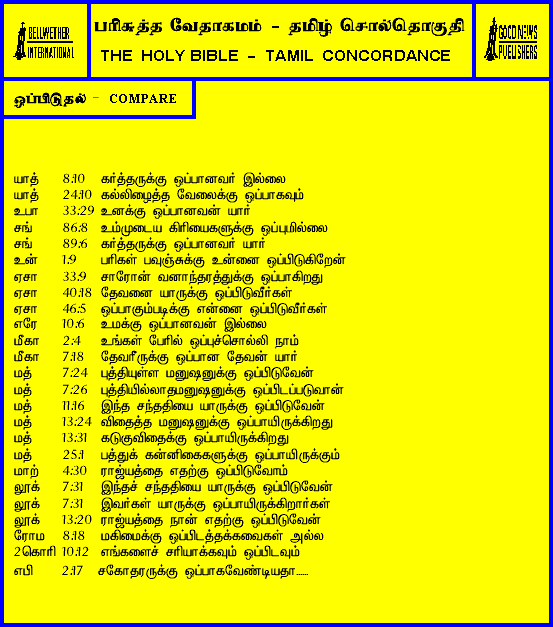 BELLWETHER INTERNATIONAL
பரிசுத்த வேதாகமம் - தமிழ் சொல்தொகுதி
THE HOLY BIBLE - TAMIL CONCORDANCE
GOOD NEWS PUBLISHERS
ஒப்பிடுதல் - COMPARE
யாத் 8:10 கர்த்தருக்கு ஒப்பானவர் இல்லை
யாத் 24:10 கல்லிழைத்த வேலைக்கு ஒப்பாகவும்
உபா 33:29 உனக்கு ஒப்பானவன் யார்
சங் 86:8 உம்முடைய கிரியைகளுக்கு ஒப்புமில்லை
சங் 89:6 கர்த்தருக்கு ஒப்பானவர் யார்
உன் 1:9 பரிகள் பவுஞ்சுக்கு உன்னை ஒப்பிடுகிறேன்
ஏசா 33:9 சாரோன் வனாந்தரத்துக்கு ஒப்பாகிறது
ஏசா 40:18 தேவனை யாருக்கு ஒப்பிடுவீர்கள்
ஏசா 46:5 ஒப்பாகும்படிக்கு என்னை ஒப்பிடுவீர்கள்
எரே 10:6 உமக்கு ஒப்பானவன் இல்லை
மீகா 2:4 உங்கள் பேரில் ஒப்புச்சொல்லி நாம்
மீகா 7:18 தேவரீருக்கு ஒப்பான தேவன் யார்
மத் 7:24 புத்தியுள்ள மனுஷனுக்கு ஒப்பிடுவேன்
மத் 7:26 புத்தியில்லாதமனுஷனுக்கு ஒப்பிடப்படுவான்
மத் 11:16 இந்த சந்ததியை யாருக்கு ஒப்பிடுவேன்
மத் 13:24 விதைத்த மனுஷனுக்கு ஒப்பாயிருக்கிறது
மத் 13:31 கடுகுவிதைக்கு ஒப்பாயிருக்கிறது
மத் 25:1 பத்துக் கன்னிகைகளுக்கு ஒப்பாயிருக்கும்
மாற் 4:30 ராஜ்யத்தை எதற்கு ஒப்பிடுவோம்
லூக் 7:31 இந்தச் சந்ததியை யாருக்கு ஒப்பிடுவேன்
லூக் 7:31 இவர்கள் யாருக்கு ஒப்பாயிருக்கிறார்கள்
லூக் 13:20 ராஜ்யத்தை நான் எதற்கு ஒப்பிடுவேன்
ரோம 8:18 மகிமைக்கு ஒப்பிடத்தக்கவைகள் அல்ல
2கொரி 10:12 எங்களைச் சரியாக்கவும் ஒப்பிடவும்
எபி 2:17 சகோதரருக்கு ஒப்பாகவேண்டியதா......